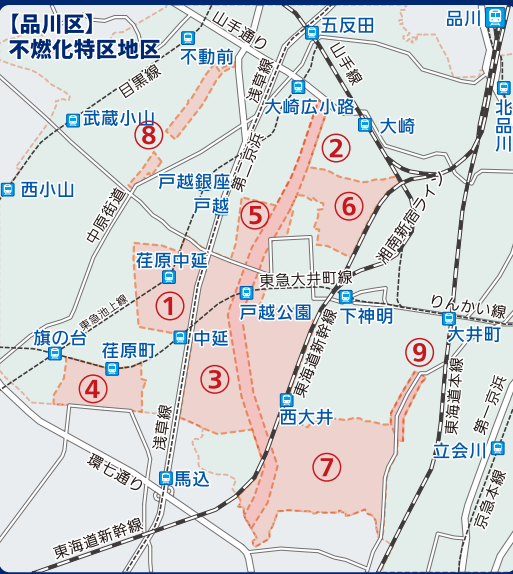 【品川区】
不燃化特区地区
山手通り
五反田
品川
不動前
山手線
目黒線
浅草線
大崎広小路
北品川
武蔵小山
⑧
大崎
②
第二京浜
西小山
戸越銀座
戸越
中原街道
⑤
⑥
湘南新宿ライン
荏原中延
東急大井町線
①
戸越公園
下神明
りんかい線
東急池上線
大井町
旗の台
荏原町
中延
⑨
③
④
東海道新幹線
西大井
東海道本線
第一京浜
浅草線
立会川
⑦
環七通り
馬込
京急本線
東海道新幹線